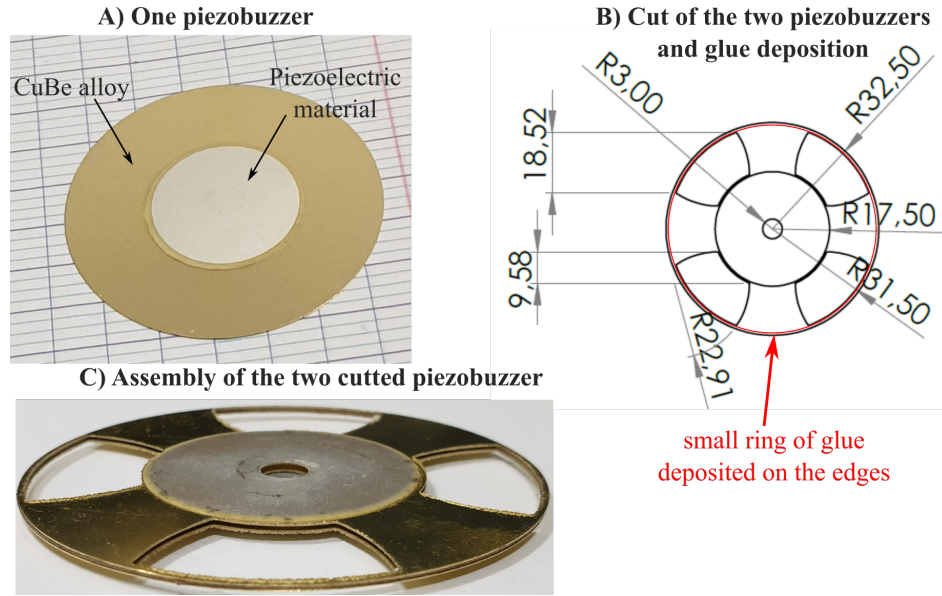 A) One piezobuzzer
CuBe alloy
Piezoelectric
material
B) Cut of the two piezobuzzers
and glue deposition
R3,00
R32,50
18,52
R17,50
9,58
R31,50
R22,91
small ring of glue
deposited on the edges
C) Assembly of the two cutted piezobuzzer